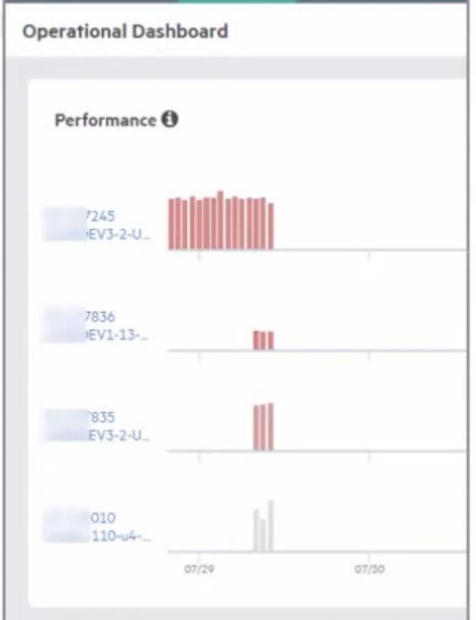 Operational Dashboard
Performance
7245
EV3-2-U...
7836
EV1-13-...
835
EV3-2-U...
010
110-u4-...
07/29
07/30